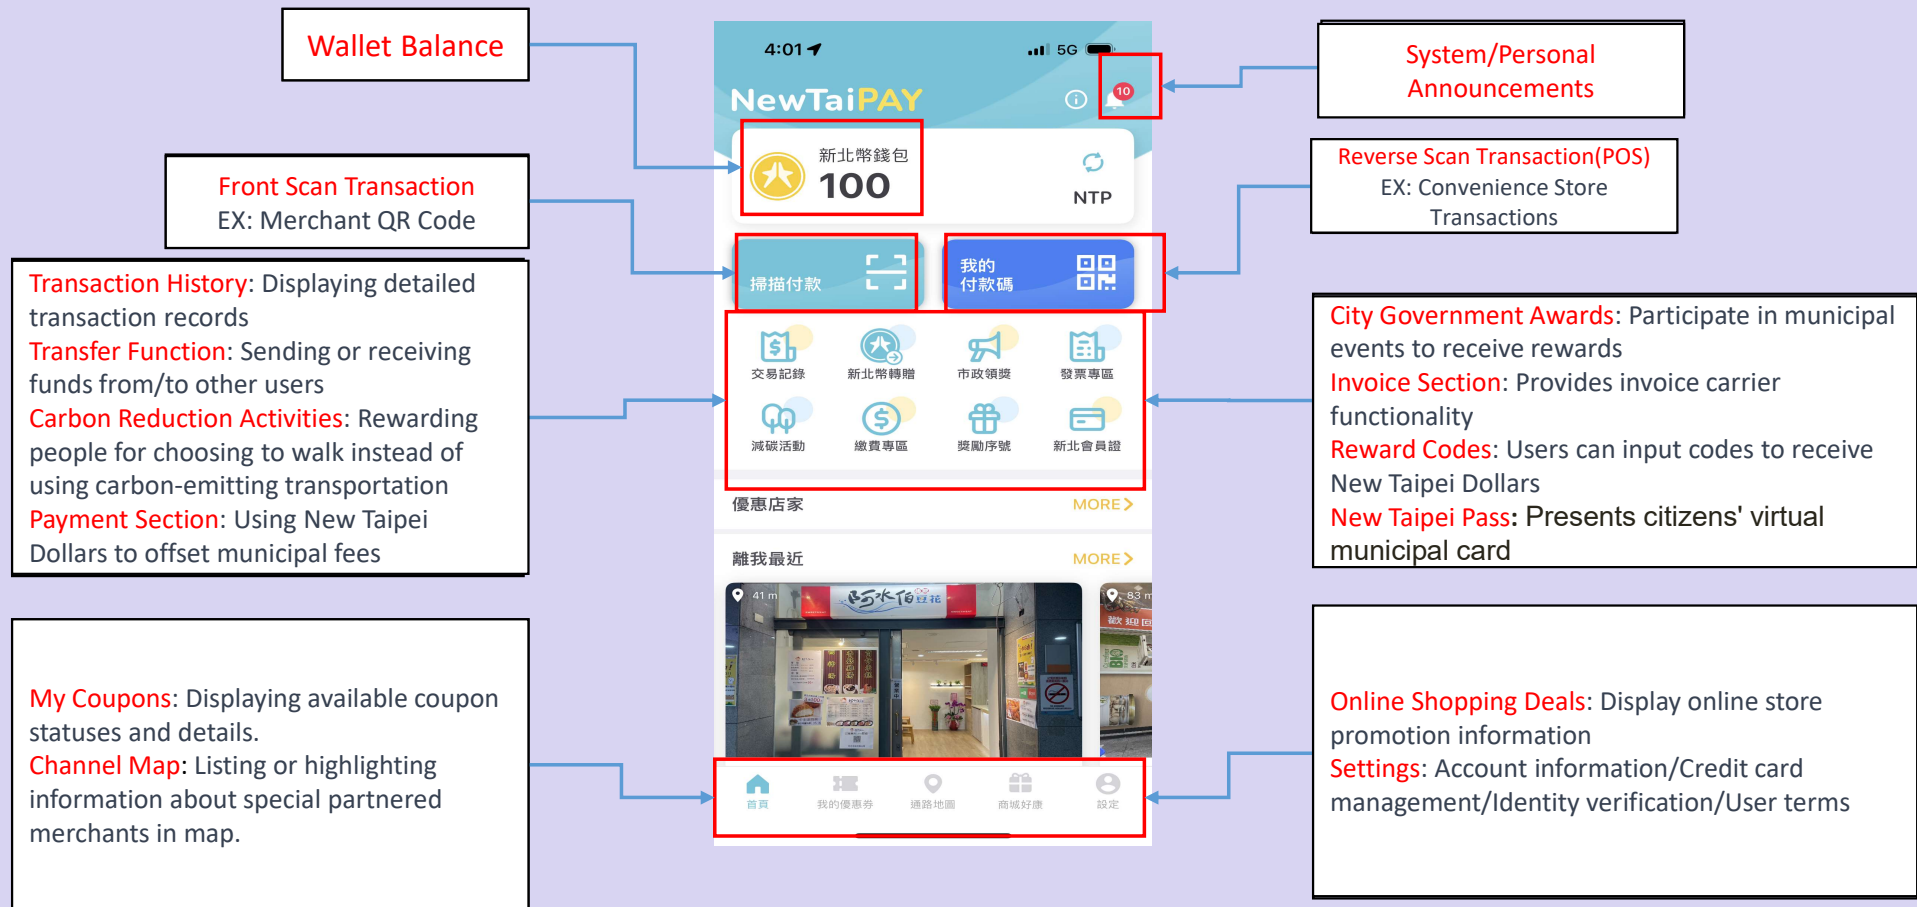 Wallet Balance
Front Scan Transaction
EX: Merchant QR Code
Transaction History: Displaying detailed
transaction records
Transfer Function: Sending or receiving
funds from/to other users
Carbon Reduction Activities: Rewarding
people for choosing to walk instead of
using carbon-emitting transportation
Payment Section: Using New Taipei
Dollars to offset municipal fees
My Coupons: Displaying available coupon
statuses and details.
Channel Map: Listing or highlighting
information about special partnered
merchants in map.
4:01
5G
NewTaiPAY
10
新北幣錢包
100
NTP
掃描付款
我的
付款碼
交易記錄 新北幣轉贈 市政領獎 發票專區
減碳活動 繳費專區 獎勵序號 新北會員證
優惠店家 MORE
離我最近 MORE
41 m
阿水伯豆花
83 m
歡迎回
BIO
首頁 我的優惠券 通路地圖 商城好康 設定
System/Personal
Announcements
Reverse Scan Transaction(POS)
EX: Convenience Store
Transactions
City Government Awards: Participate in municipal
events to receive rewards
Invoice Section: Provides invoice carrier
functionality
Reward Codes: Users can input codes to receive
New Taipei Dollars
New Taipei Pass: Presents citizens' virtual
municipal card
Online Shopping Deals: Display online store
promotion information
Settings: Account information/Credit card
management/Identity verification/User terms